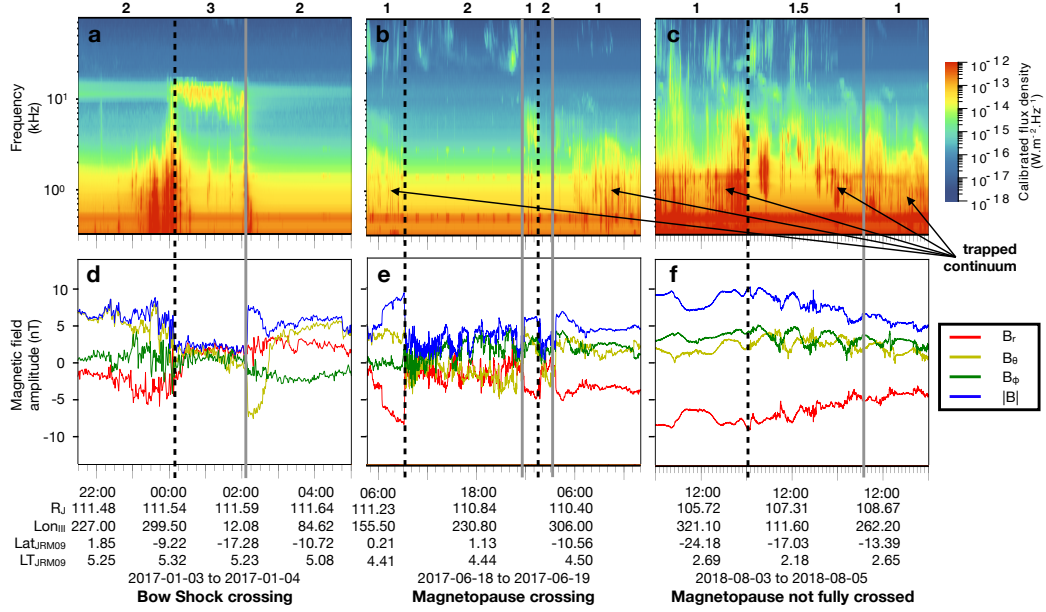 2 3 2 1 2 1 2 1 1 1.5 1
a b c
Frequency
(kHz)
10¹
10⁰
10⁻¹²
10⁻¹³
10⁻¹⁴
10⁻¹⁵
10⁻¹⁶
10⁻¹⁷
10⁻¹⁸
Calibrated flux density
(W.m⁻².Hz⁻¹)
trapped
continuum
d e f
Magnetic field
amplitude (nT)
10
5
0
-5
-10
Bᵣ
B_θ
B_Φ
|B|
22:00 00:00 02:00 04:00 06:00 18:00 06:00 12:00 12:00 12:00
R_J 111.48 111.54 111.59 111.64 111.23 110.84 110.40 105.72 107.31 108.67
Lon_III 227.00 299.50 12.08 84.62 155.50 230.80 306.00 321.10 111.60 262.20
Lat_JRM09 1.85 -9.22 -17.28 -10.72 0.21 1.13 -10.56 -24.18 -17.03 -13.39
LT_JRM09 5.25 5.32 5.23 5.08 4.41 4.44 4.50 2.69 2.18 2.65
2017-01-03 to 2017-01-04 2017-06-18 to 2017-06-19 2018-08-03 to 2018-08-05
Bow Shock crossing Magnetopause crossing Magnetopause not fully crossed